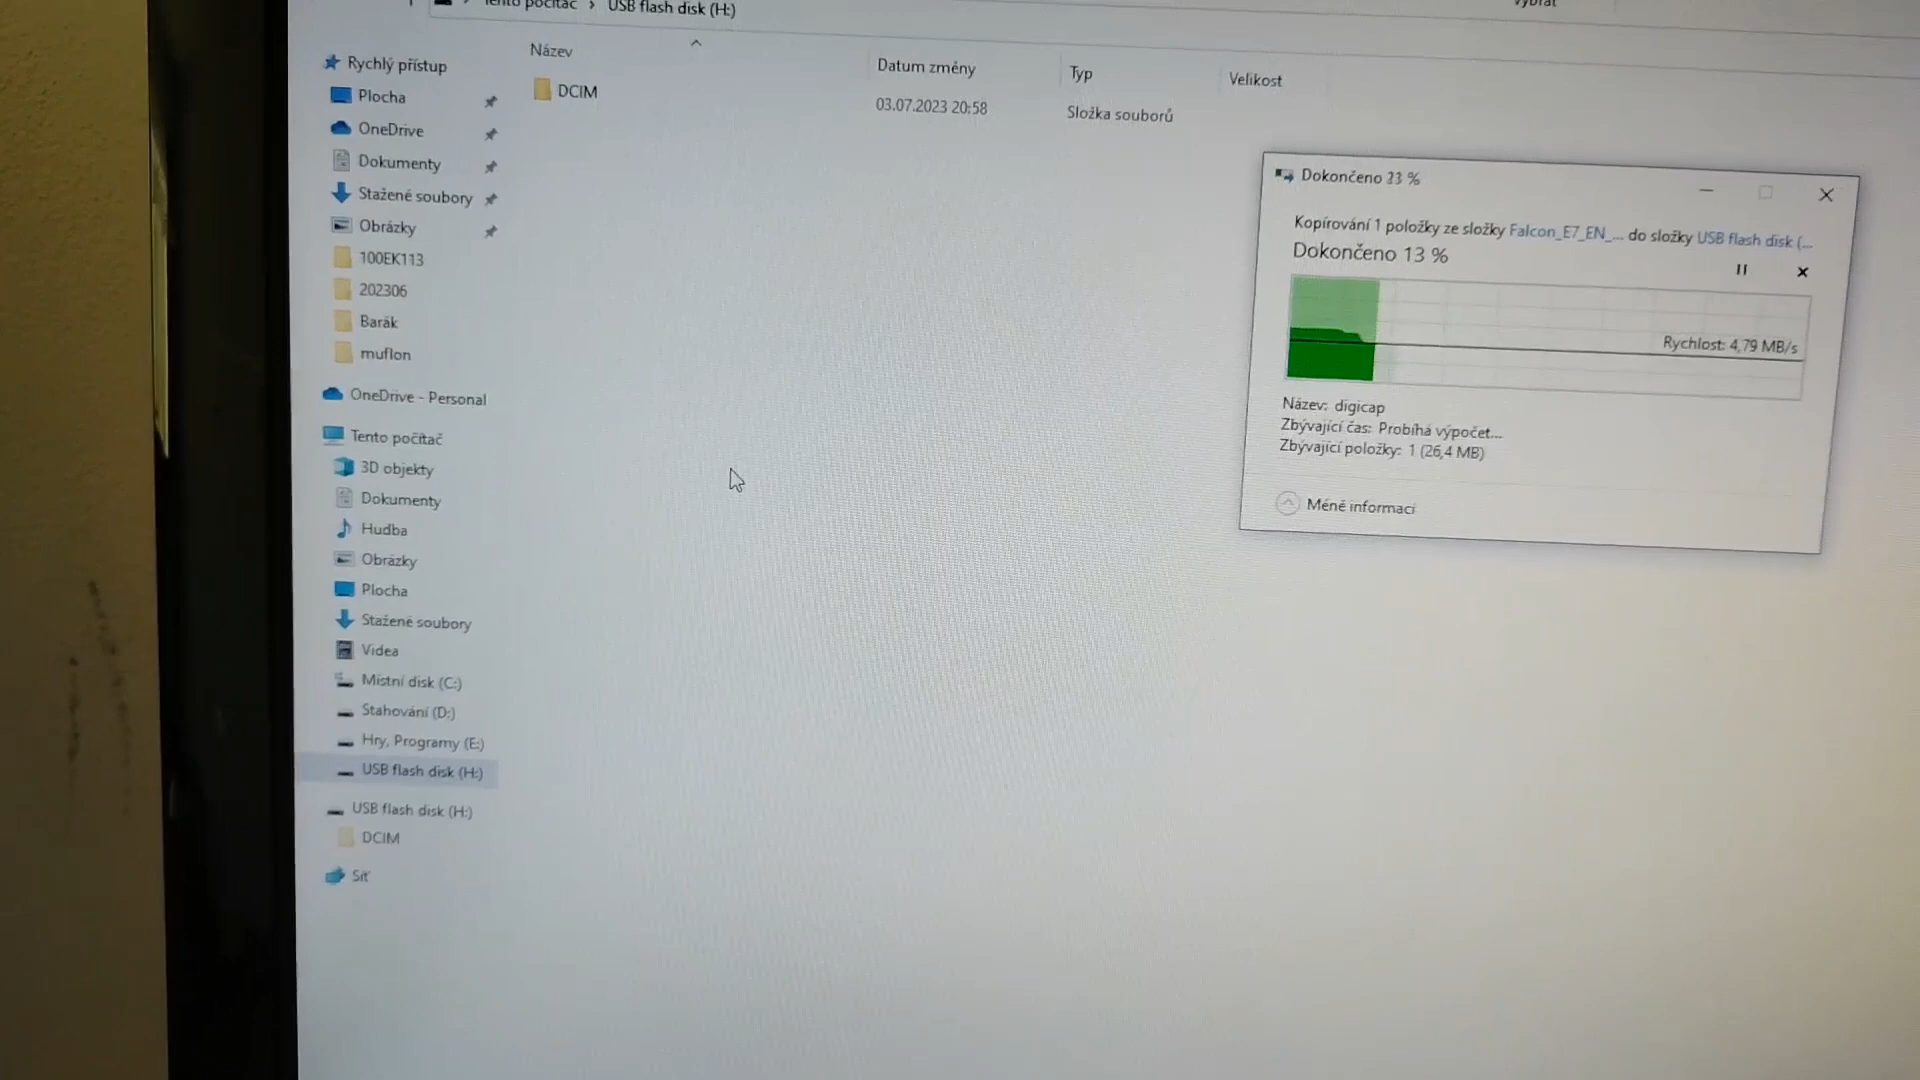 Tento počítač > USB flash disk (H:)
Vybrat
Název
Datum změny
Typ
Velikost
DCIM
03.07.2023 20:58
Složka souborů
Rychlý přístup
Plocha
OneDrive
Dokumenty
Stažené soubory
Obrázky
100EK113
202306
Barák
muflon
OneDrive - Personal
Tento počítač
3D objekty
Dokumenty
Hudba
Obrázky
Plocha
Stažené soubory
Videa
Místní disk (C:)
Stahování (D:)
Hry, Programy (E:)
USB flash disk (H:)
USB flash disk (H:)
DCIM
Síť
Dokončeno %
Kopírování 1 položky ze složky Falcon_E7_EN_... do složky USB flash disk (...
Dokončeno 13 %
Rychlost: 4,79 MB/s
Název: digicap
Zbývající čas: Probíhá výpočet...
Zbývající položky: 1 (26,4 MB)
Méně informací